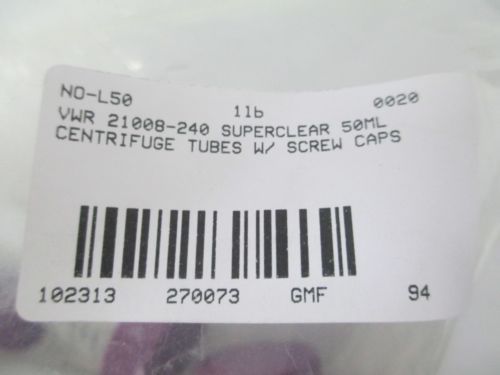 NO-L50 11b 0020
VWR 21008-240 SUPERCLEAR 50ML
CENTRIFUGE TUBES W/ SCREW CAPS
102313 270073 GMF 94